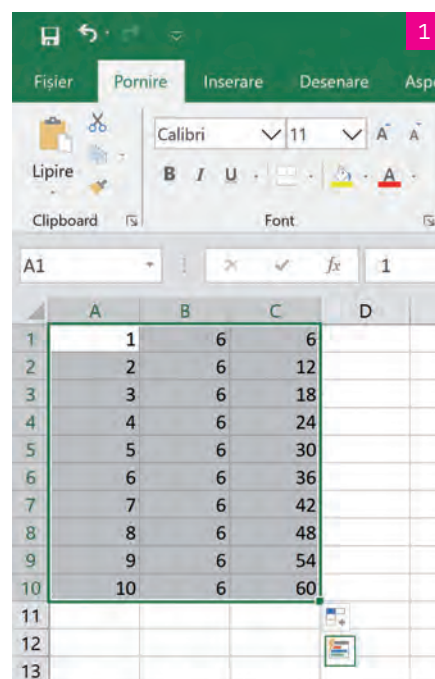 1
Fișier Pornire Inserare Desenare Aspe
Calibri 11 A A
Lipire B I U A
Clipboard Font
A1 fx 1
A B C D
1 1 6 6
2 2 6 12
3 3 6 18
4 4 6 24
5 5 6 30
6 6 6 36
7 7 6 42
8 8 6 48
9 9 6 54
10 10 6 60
11
12
13